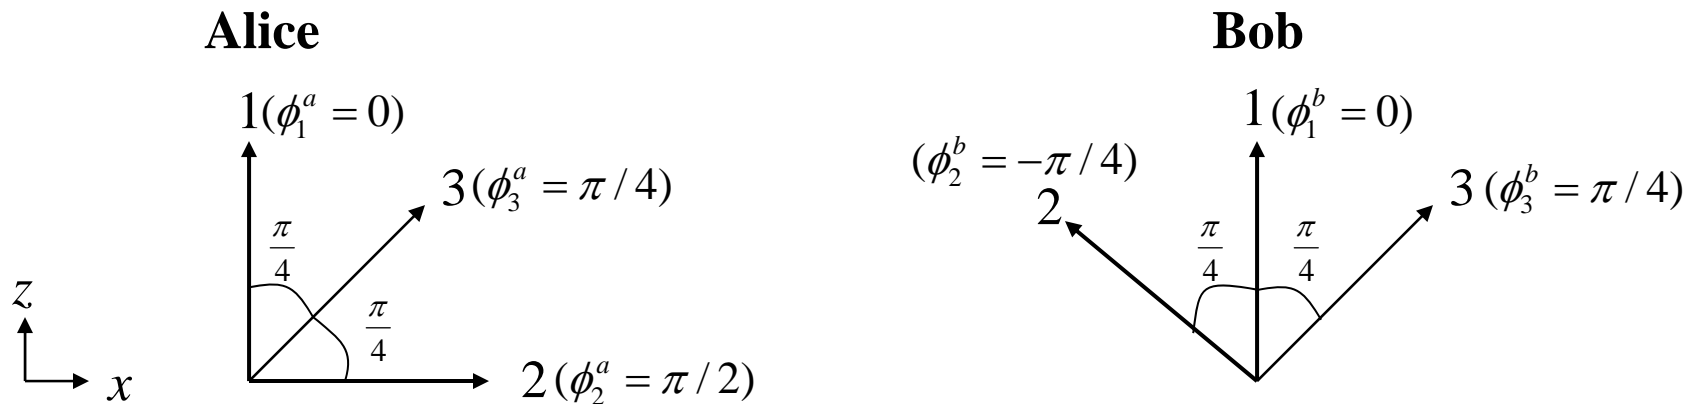 Alice
Bob
1(ϕ₁ᵃ = 0)
1(ϕ₁ᵇ = 0)
(ϕ₂ᵇ = −π / 4)
2
3(ϕ₃ᵃ = π / 4)
3(ϕ₃ᵇ = π / 4)
π/4
π/4
π/4
π/4
z
x
2(ϕ₂ᵃ = π / 2)